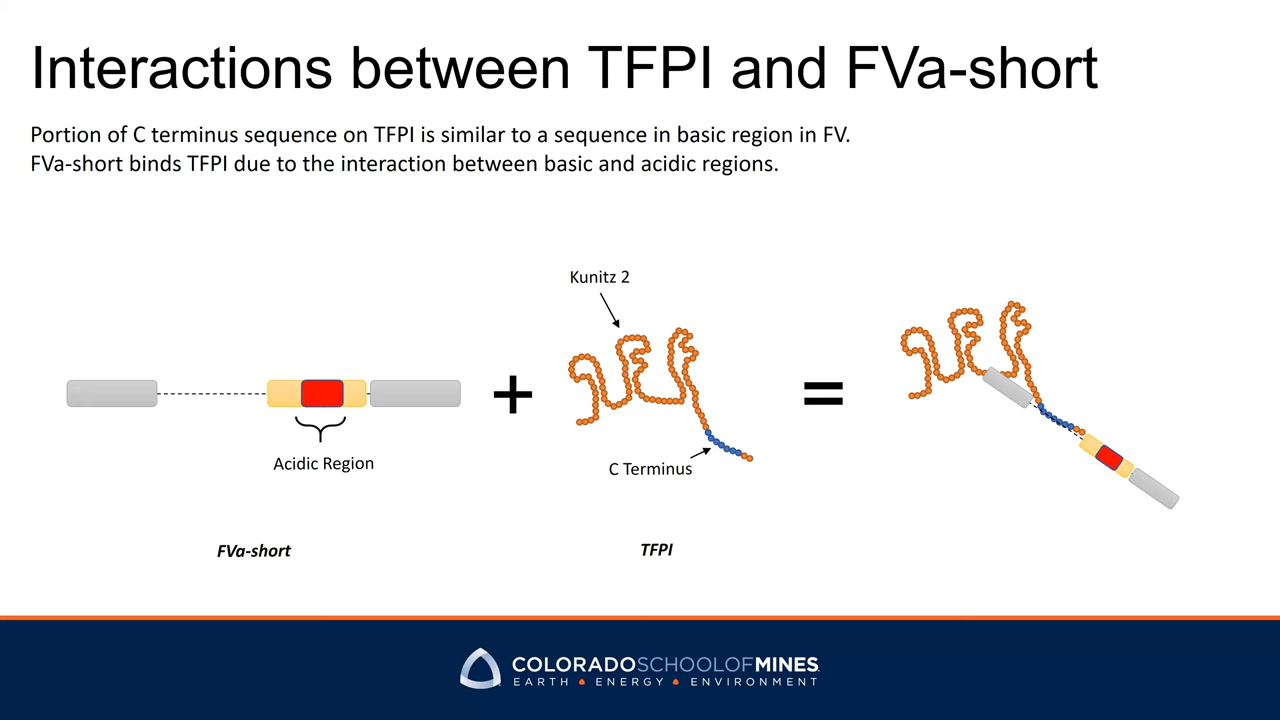 Interactions between TFPI and FVa-short
Portion of C terminus sequence on TFPI is similar to a sequence in basic region in FV.
FVa-short binds TFPI due to the interaction between basic and acidic regions.
Kunitz 2
+
=
Acidic Region
C Terminus
FVa-short
TFPI
COLORADOSCHOOLOFMINES
EARTH • ENERGY • ENVIRONMENT